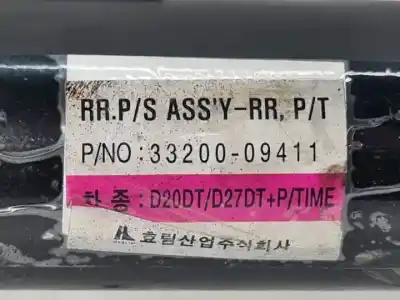 RR.P/S ASS'Y-RR, P/T
P/NO : 33200-09411
차 종 : D20DT/D27DT+P/TIME
효림산업주식회사